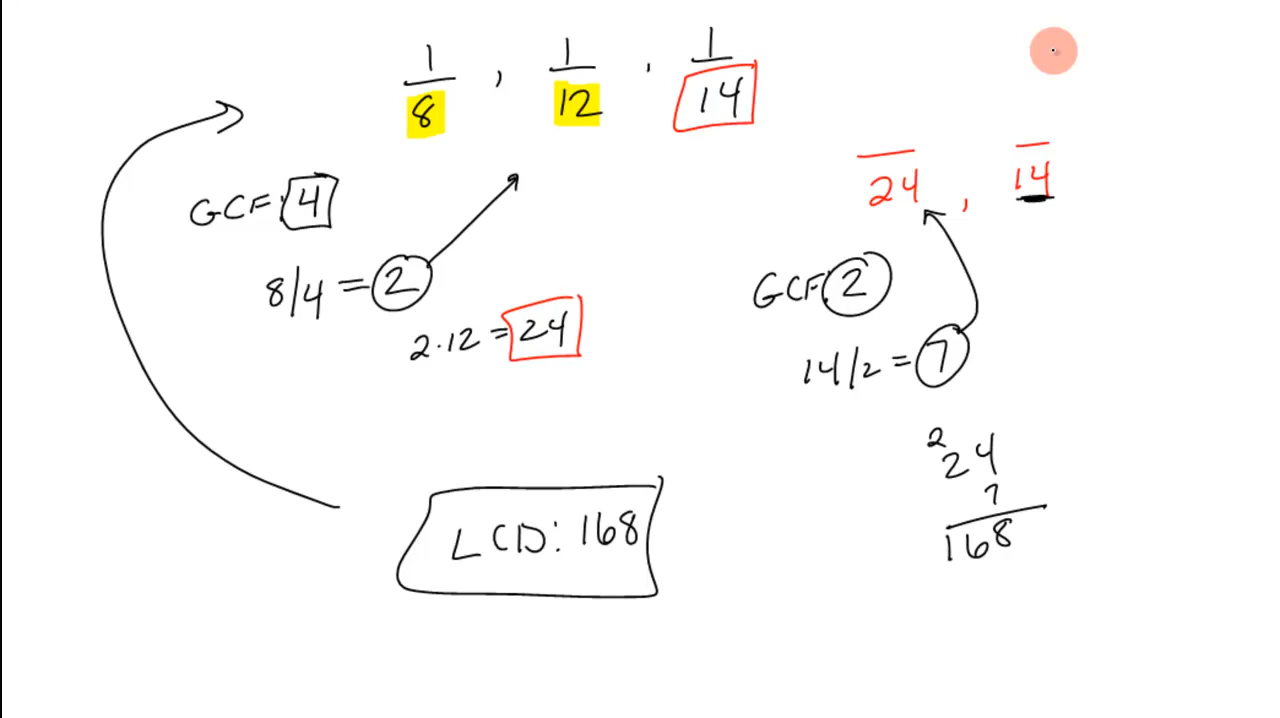 1/8 , 1/12 , 1/14
24 , 14
GCF: 4
8/4 = 2
2·12 = 24
GCF: 2
14/2 = 7
2
24
7
168
LCD: 168